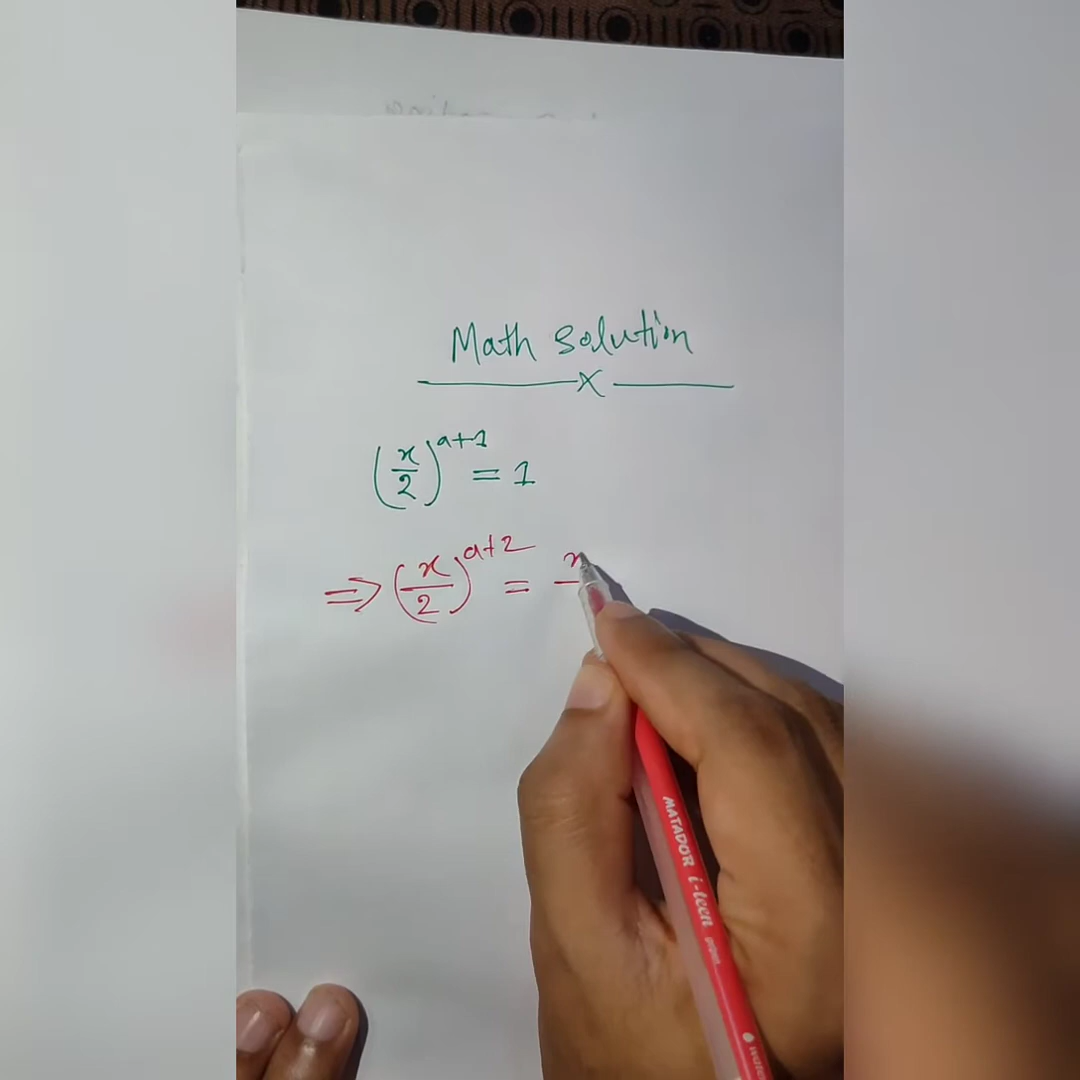 Math solution
x
(x/2)^a+1 = 1
⇒ (x/2)^a+2 = x
MATADOR i-teen